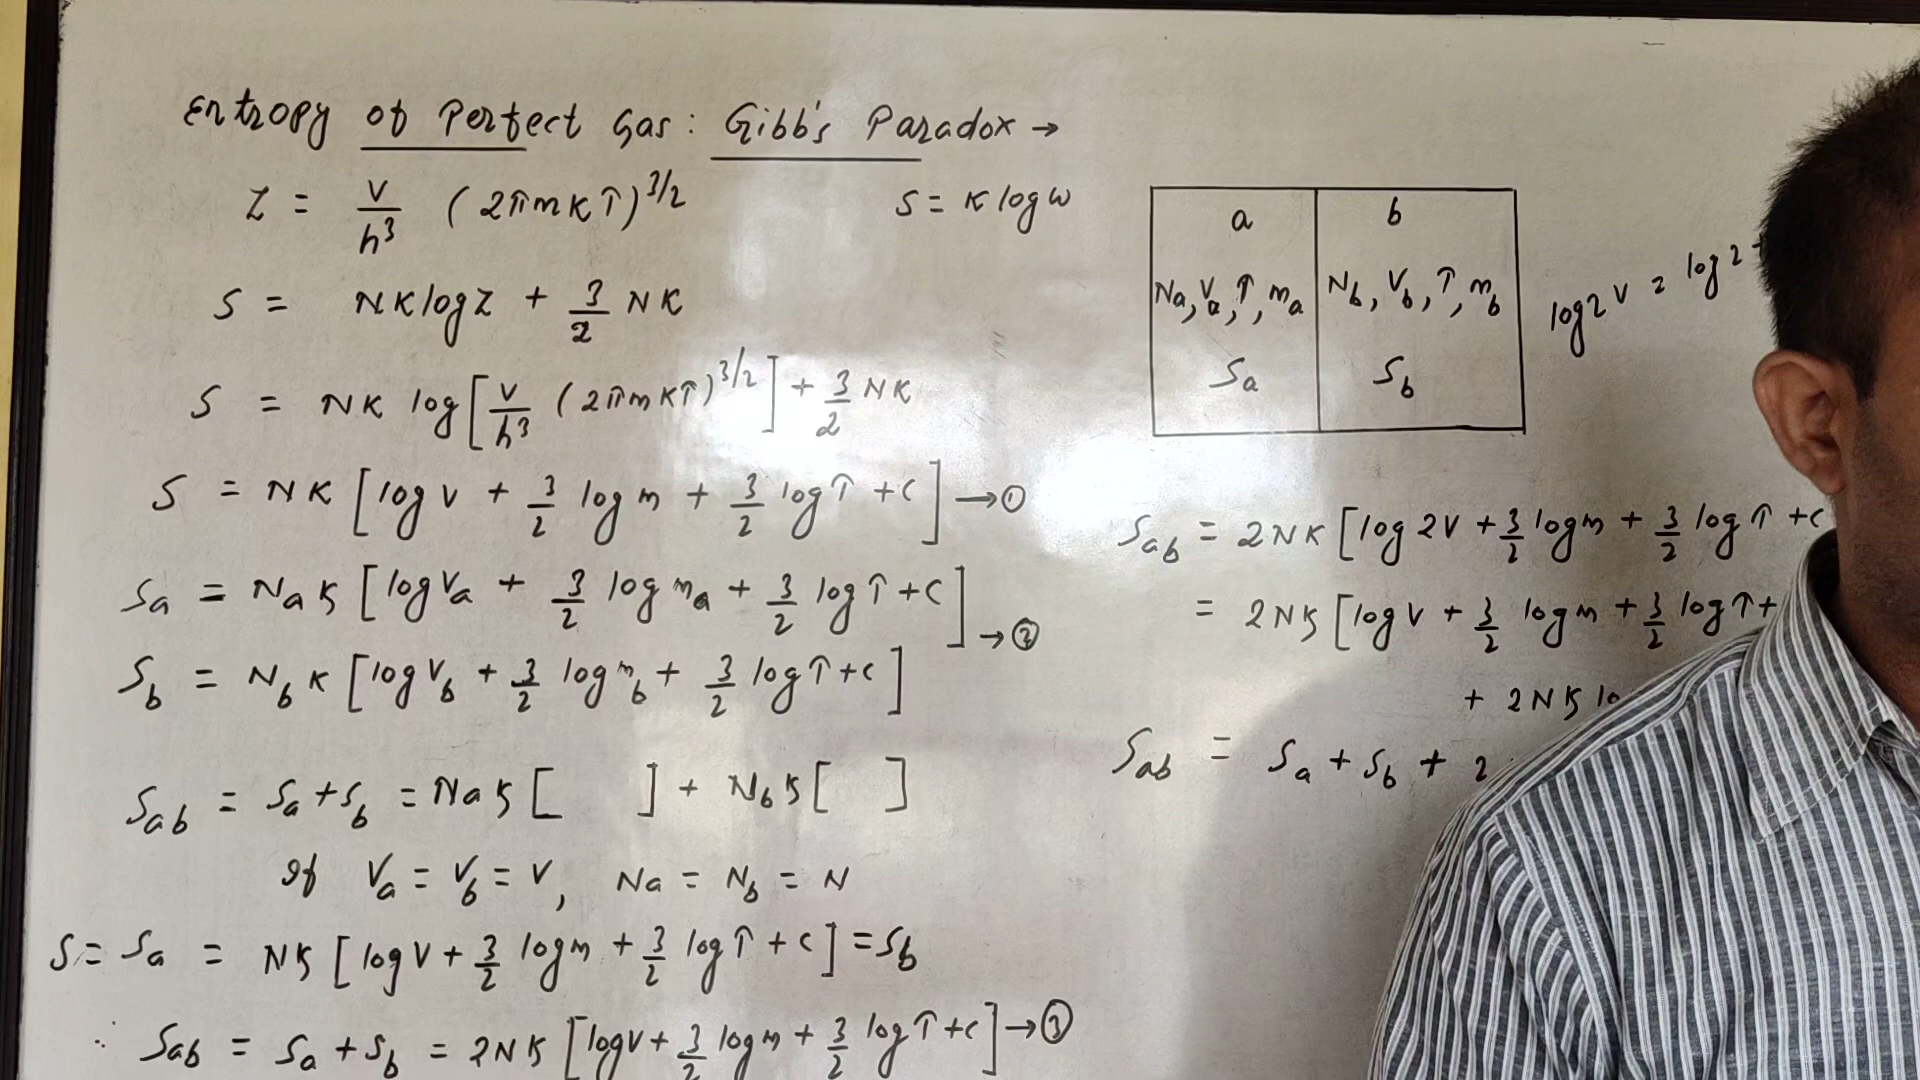 Entropy of Perfect Gas: Gibb's Paradox →
Z = V/h³ (2πmKT)^3/2
S = K log ω
S = NK log Z + 3/2 NK
S = NK log [V/h³ (2πmKT)^3/2] + 3/2 NK
S = NK [log V + 3/2 log m + 3/2 log T + C] → ①
Sa = NaK [log Va + 3/2 log ma + 3/2 log T + C]
→ ②
Sb = NbK [log Vb + 3/2 log mb + 3/2 log T + C]
Sab = Sa + Sb = NaK [ ] + NbK [ ]
If Va = Vb = V, Na = Nb = N
S = Sa = NK [log V + 3/2 log m + 3/2 log T + C] = Sb
∴ Sab = Sa + Sb = 2NK [log V + 3/2 log m + 3/2 log T + C] → ③
a b
Na, Va, T, ma Nb, Vb, T, mb
Sa Sb
log 2V = log 2 +
Sab = 2NK [log 2V + 3/2 log m + 3/2 log T + C
= 2NK [log V + 3/2 log m + 3/2 log T +
+ 2NK lo
Sab = Sa + Sb + 2